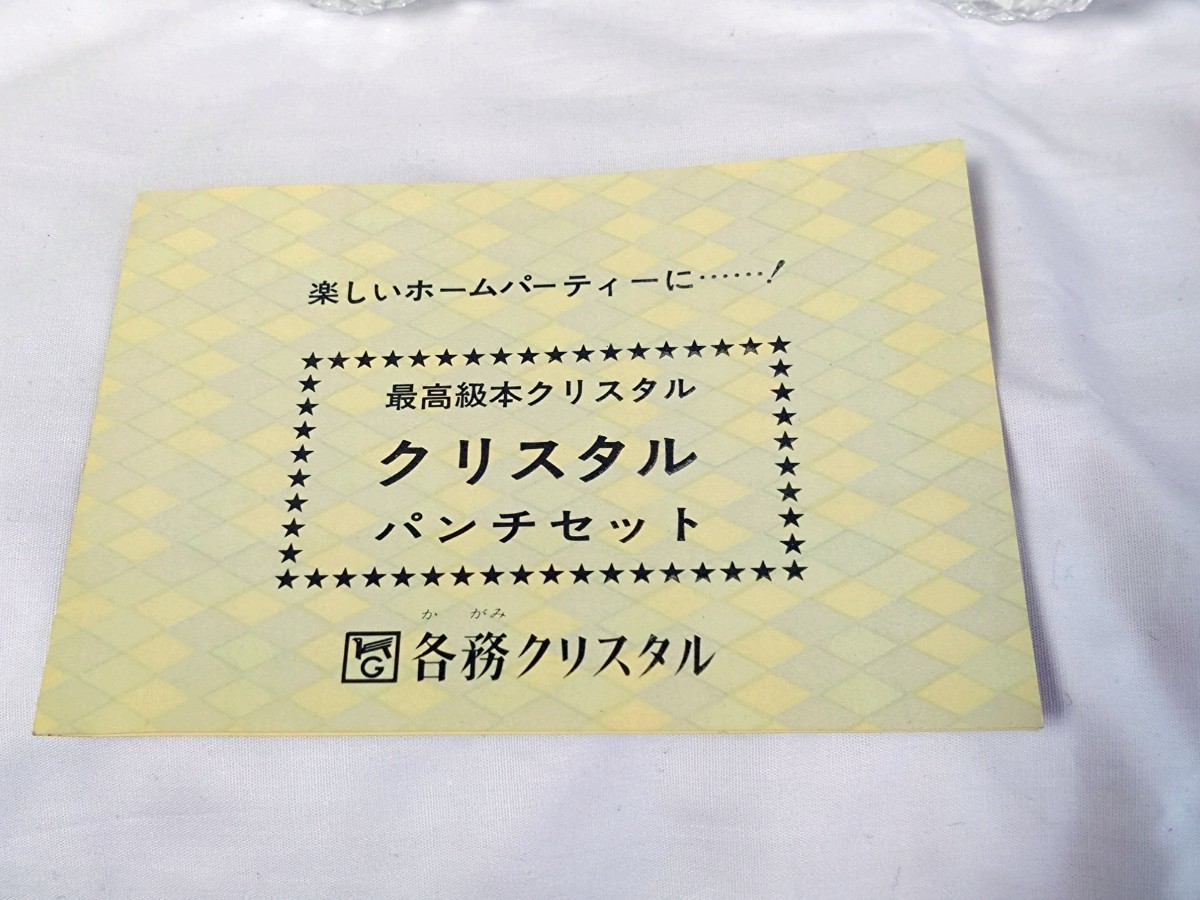 楽しいホームパーティーに……!
最高級本クリスタル
クリスタル
パンチセット
か がみ
KG 各務クリスタル